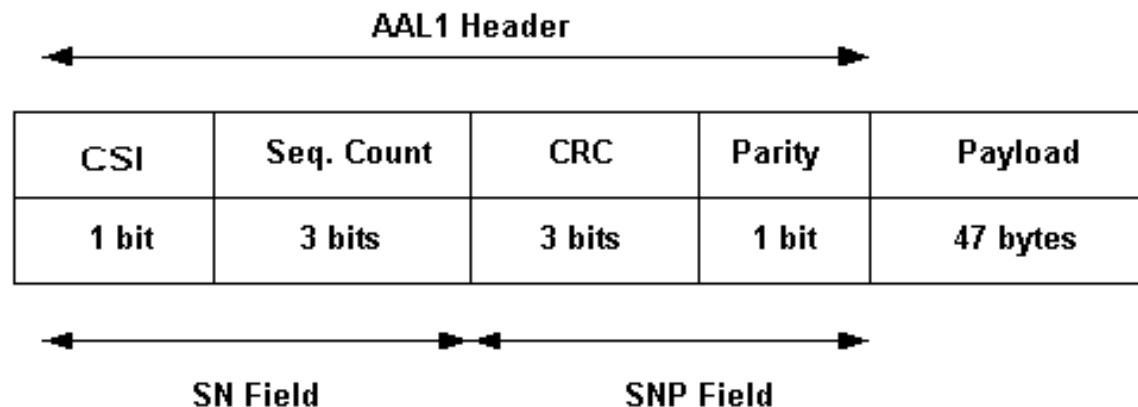 AAL1 Header
CSI Seq. Count CRC Parity Payload
1 bit 3 bits 3 bits 1 bit 47 bytes
SN Field SNP Field